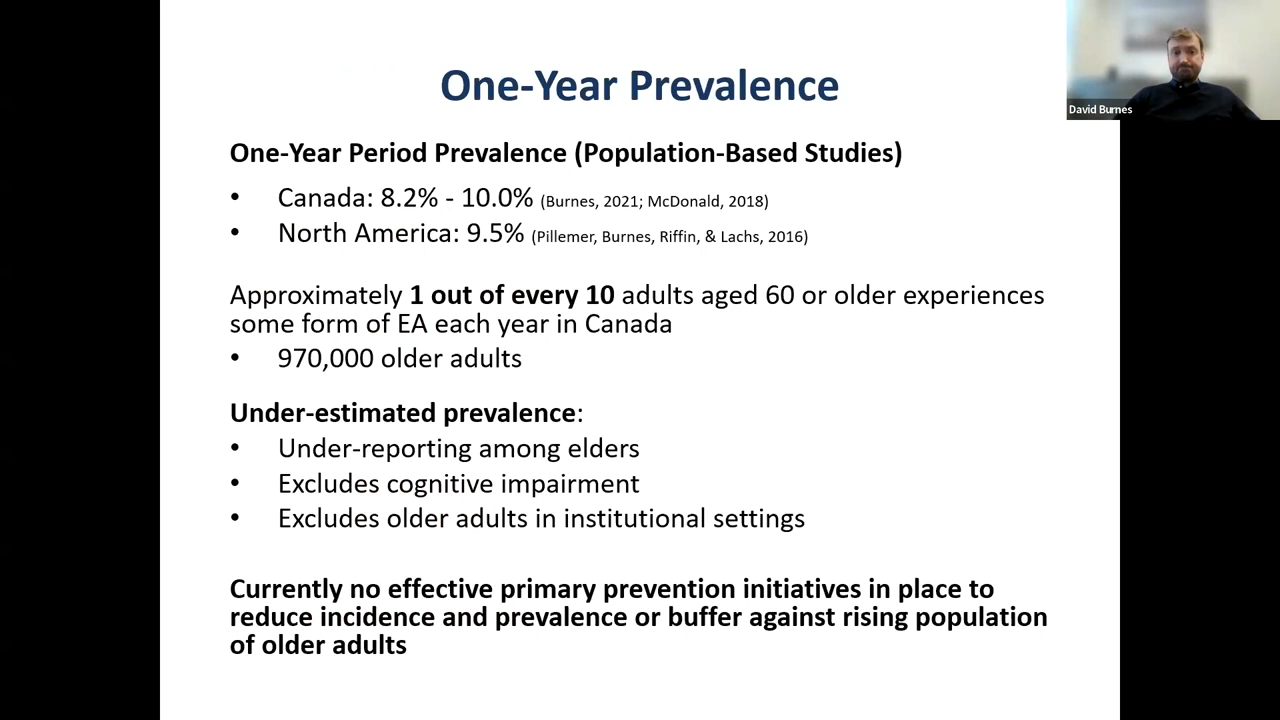 One-Year Prevalence
David Burnes
One-Year Period Prevalence (Population-Based Studies)
• Canada: 8.2% - 10.0% (Burnes, 2021; McDonald, 2018)
• North America: 9.5% (Pillemer, Burnes, Riffin, & Lachs, 2016)
Approximately 1 out of every 10 adults aged 60 or older experiences
some form of EA each year in Canada
• 970,000 older adults
Under-estimated prevalence:
• Under-reporting among elders
• Excludes cognitive impairment
• Excludes older adults in institutional settings
Currently no effective primary prevention initiatives in place to
reduce incidence and prevalence or buffer against rising population
of older adults